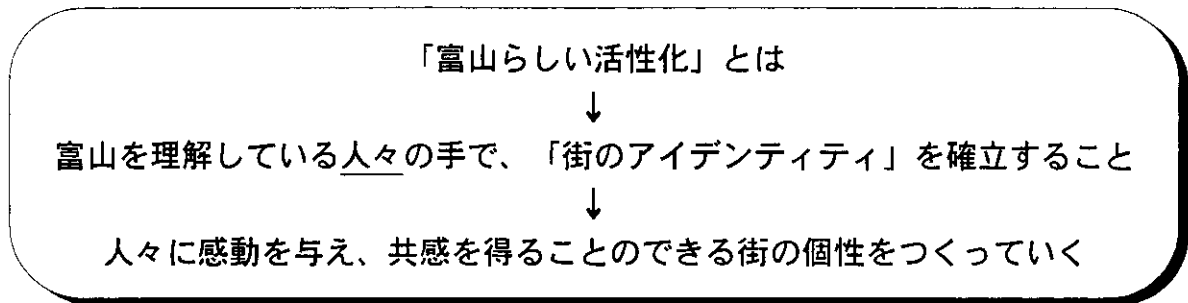 「富山らしい活性化」とは
↓
富山を理解している人々の手で、「街のアイデンティティ」を確立すること
↓
人々に感動を与え、共感を得ることのできる街の個性をつくっていく